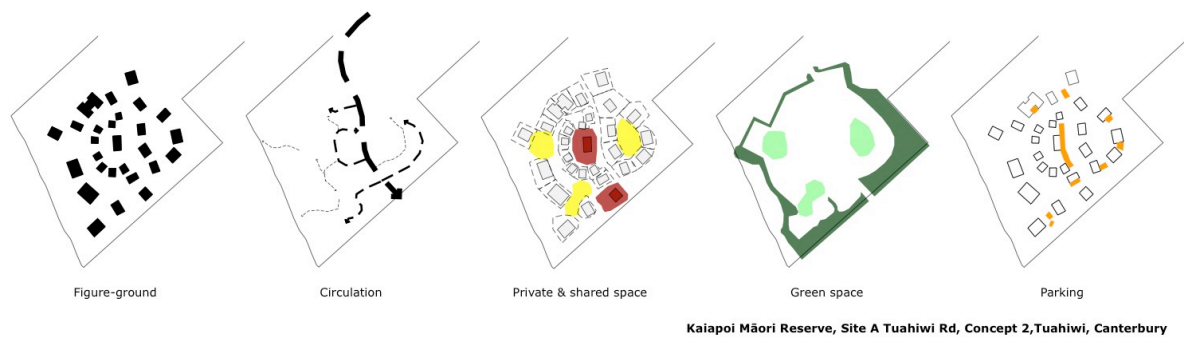 Figure-ground
Circulation
Private & shared space
Green space
Parking
Kaiapoi Māori Reserve, Site A Tuahiwi Rd, Concept 2,Tuahiwi, Canterbury